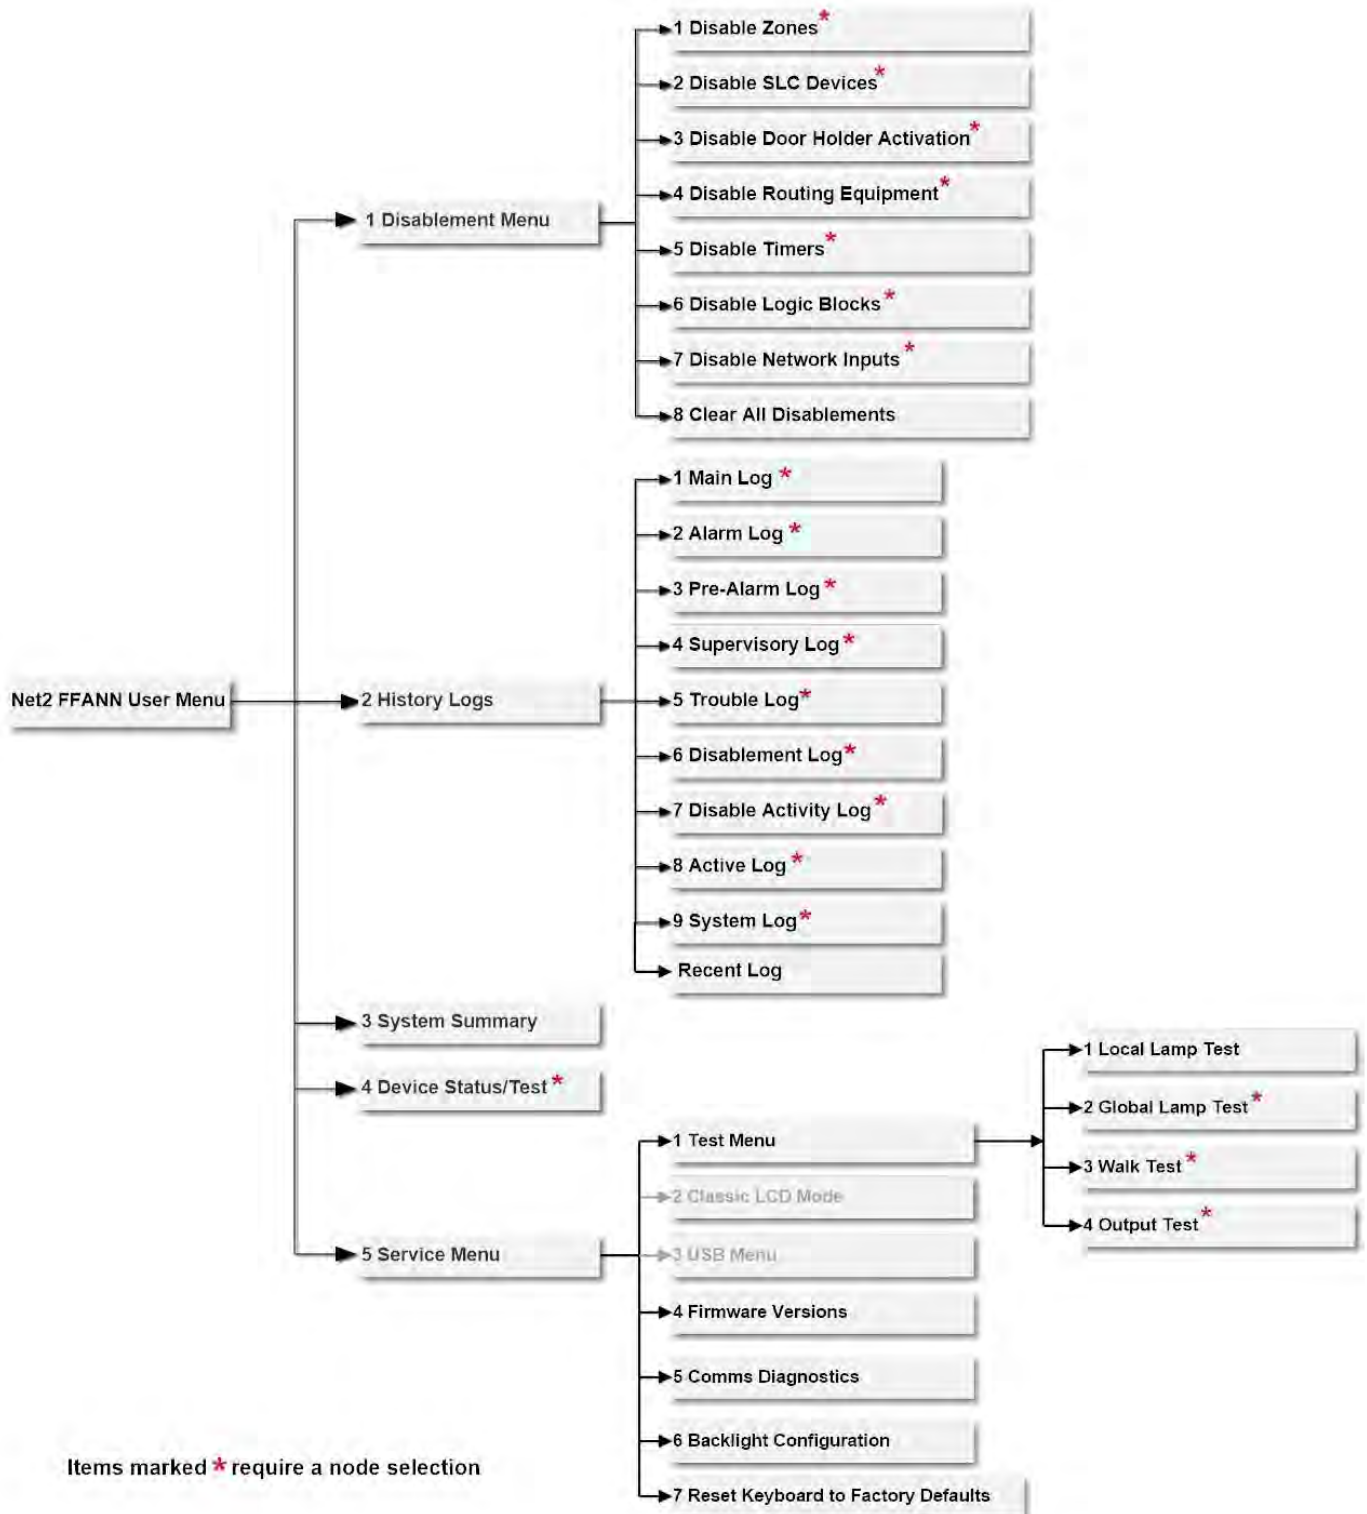 Net2 FFANN User Menu
1 Disablement Menu
1 Disable Zones*
2 Disable SLC Devices*
3 Disable Door Holder Activation*
4 Disable Routing Equipment*
5 Disable Timers*
6 Disable Logic Blocks*
7 Disable Network Inputs*
8 Clear All Disablements
2 History Logs
1 Main Log *
2 Alarm Log *
3 Pre-Alarm Log*
4 Supervisory Log*
5 Trouble Log*
6 Disablement Log*
7 Disable Activity Log*
8 Active Log *
9 System Log*
Recent Log
3 System Summary
4 Device Status/Test*
5 Service Menu
1 Test Menu
1 Local Lamp Test
2 Global Lamp Test*
3 Walk Test*
4 Output Test*
2 Classic LCD Mode
3 USB Menu
4 Firmware Versions
5 Comms Diagnostics
6 Backlight Configuration
7 Reset Keyboard to Factory Defaults
Items marked * require a node selection